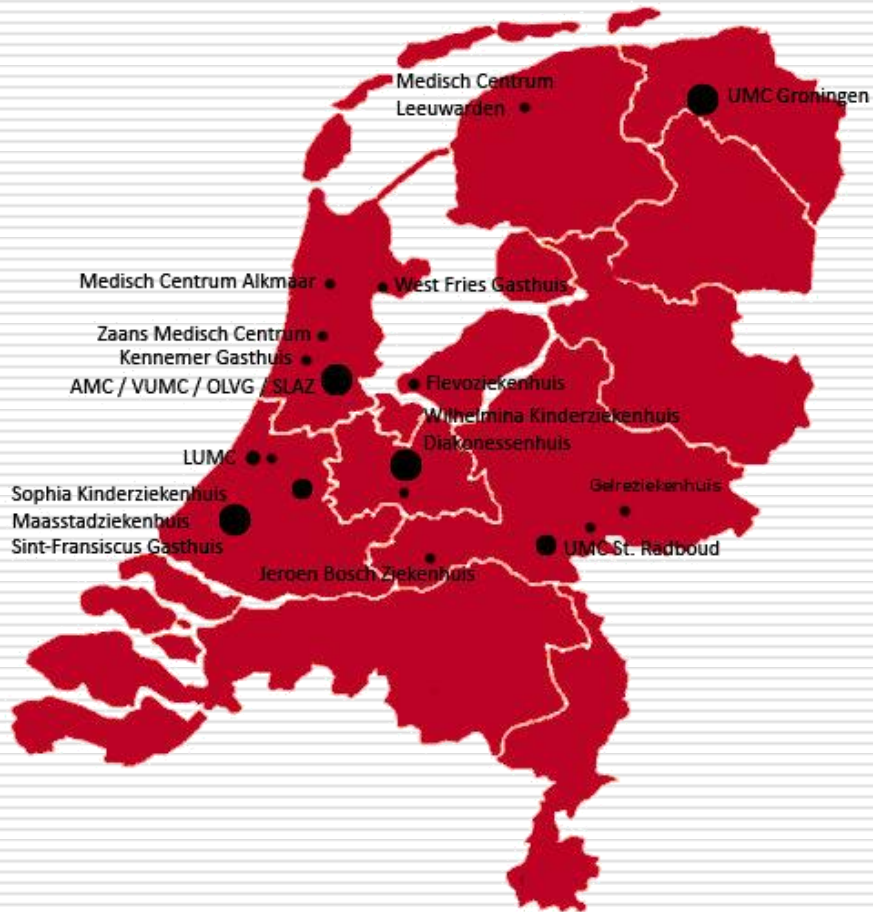 Medisch Centrum
Leeuwarden
UMC Groningen
Medisch Centrum Alkmaar
West Fries Gasthuis
Zaans Medisch Centrum
Kennemer Gasthuis
AMC / VUMC / OLVG / SLAZ
Flevoziekenhuis
Wilhelmina Kinderziekenhuis
Diakonessenhuis
LUMC
Sophia Kinderziekenhuis
Maasstadziekenhuis
Sint-Fransiscus Gasthuis
Gelreziekenhuis
UMC St. Radboud
Jeroen Bosch Ziekenhuis